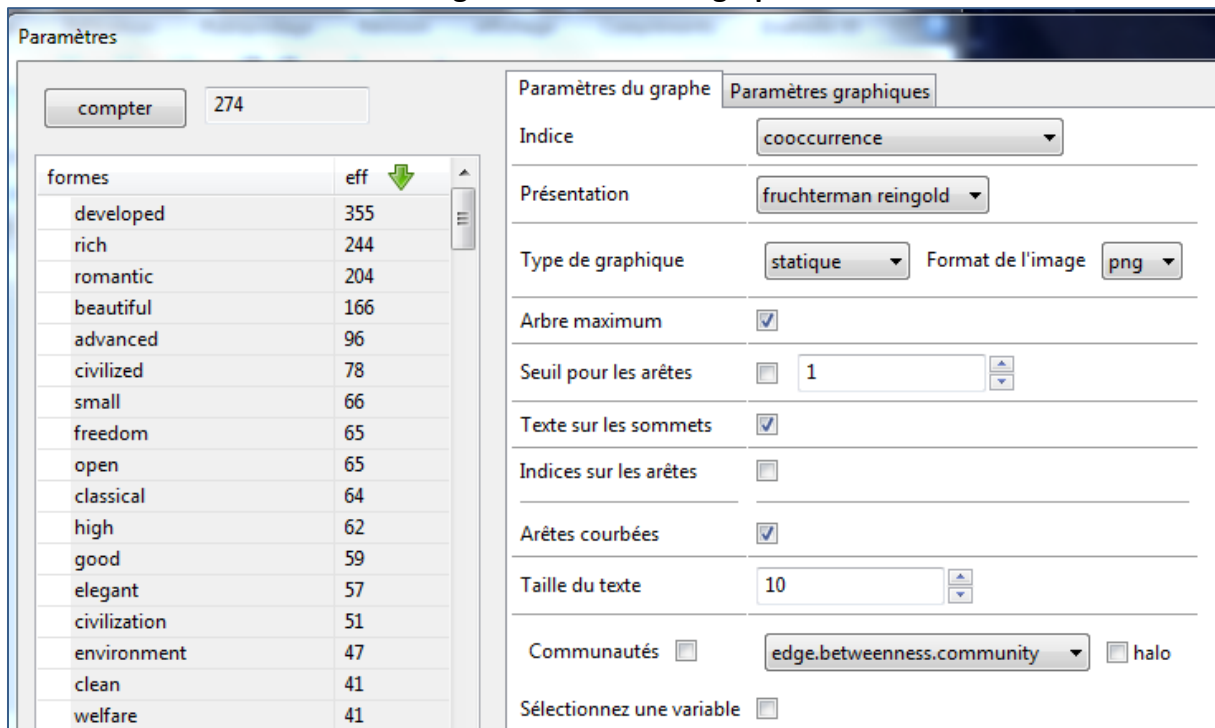 Paramètres
compter 274
formes eff
developed 355
rich 244
romantic 204
beautiful 166
advanced 96
civilized 78
small 66
freedom 65
open 65
classical 64
high 62
good 59
elegant 57
civilization 51
environment 47
clean 41
welfare 41
Paramètres du graphe Paramètres graphiques
Indice cooccurrence
Présentation fruchterman reingold
Type de graphique statique Format de l'image png
Arbre maximum
Seuil pour les arêtes 1
Texte sur les sommets
Indices sur les arêtes
Arêtes courbées
Taille du texte 10
Communautés edge.betweenness.community halo
Sélectionnez une variable